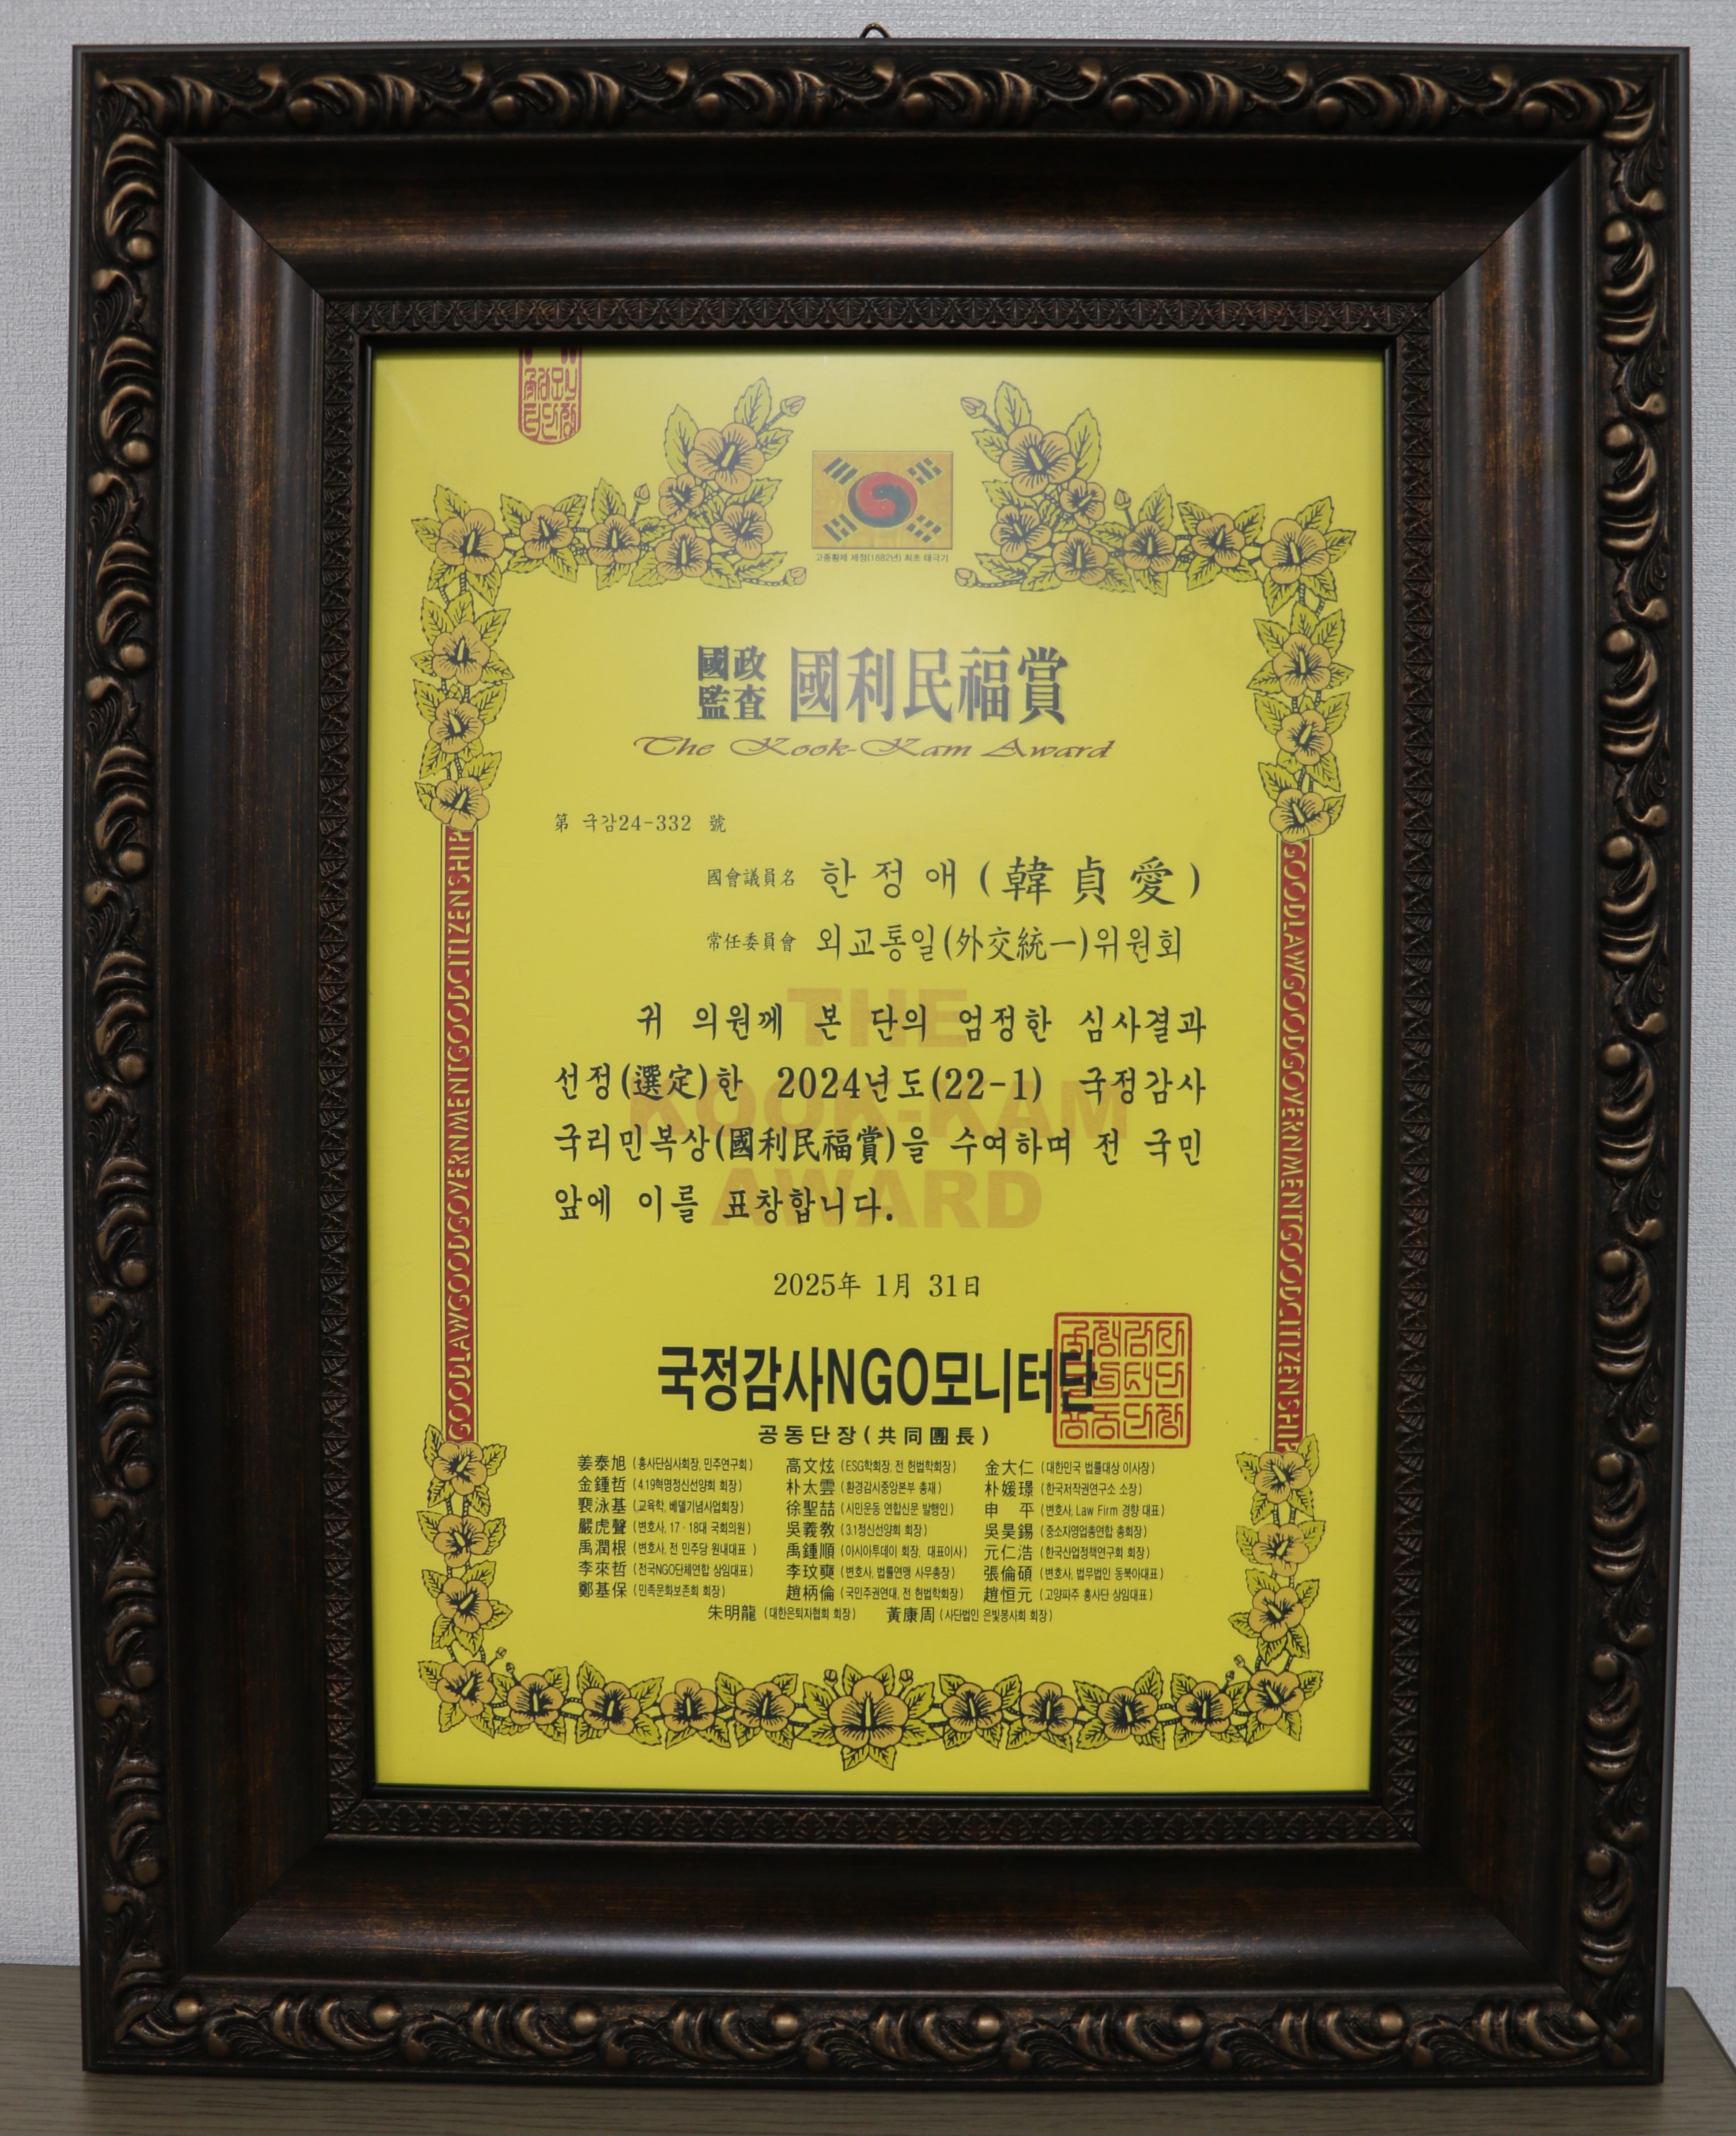 고종황제 제정(1882년) 최초 태극기
國政監査 國利民福賞
The Kook-Kam Award
第 국감24-332 號
國會議員名 한정애(韓貞愛)
常任委員會 외교통일(外交統一)위원회
THE KOOK-KAM AWARD
귀 의원께 본 단의 엄정한 심사결과
선정(選定)한 2024년도(22-1) 국정감사
국리민복상(國利民福賞)을 수여하며 전 국민
앞에 이를 표창합니다.
2025年 1月 31日
국정감사NGO모니터단
공동단장(共同團長)
姜泰旭 (흥사단심사회장, 민주연구회) 高文炫 (ESG학회장, 전 헌법학회장) 金大仁 (대한민국 법률대상 이사장)
金鍾哲 (4.19혁명정신선양회 회장) 朴太雲 (환경감시중앙본부 총재) 朴媛璟 (한국저작권연구소 소장)
裵泳基 (교육학, 베델기념사업회장) 徐聖喆 (시민운동 연합신문 발행인) 申 平 (변호사, Law Firm 경향 대표)
嚴虎聲 (변호사, 17·18대 국회의원) 吳義教 (3.1정신선양회 회장) 吳昊錫 (중소자영업총연합 총회장)
禹潤根 (변호사, 전 민주당 원내대표) 禹鍾順 (아시아투데이 회장, 대표이사) 元仁浩 (한국산업정책연구회 회장)
李來哲 (전국NGO단체연합 상임대표) 李玟奭 (변호사, 법률연맹 사무총장) 張倫碩 (변호사, 법무법인 동북아대표)
鄭基保 (민족문화보존회 회장) 趙柄倫 (국민주권연대, 전 헌법학회장) 趙恒元 (고양파주 흥사단 상임대표)
朱明龍 (대한은퇴자협회 회장) 黃康周 (사단법인 은빛봉사회 회장)
GOODLAWGOODGOVERNMENTGOODCITIZENSHIP
GOODLAWGOODGOVERNMENTGOODCITIZENSHIP